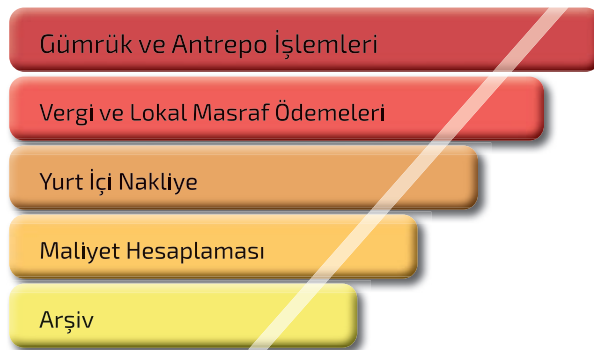 Gümrük ve Antrepo İşlemleri
Vergi ve Lokal Masraf Ödemeleri
Yurt İçi Nakliye
Maliyet Hesaplaması
Arşiv